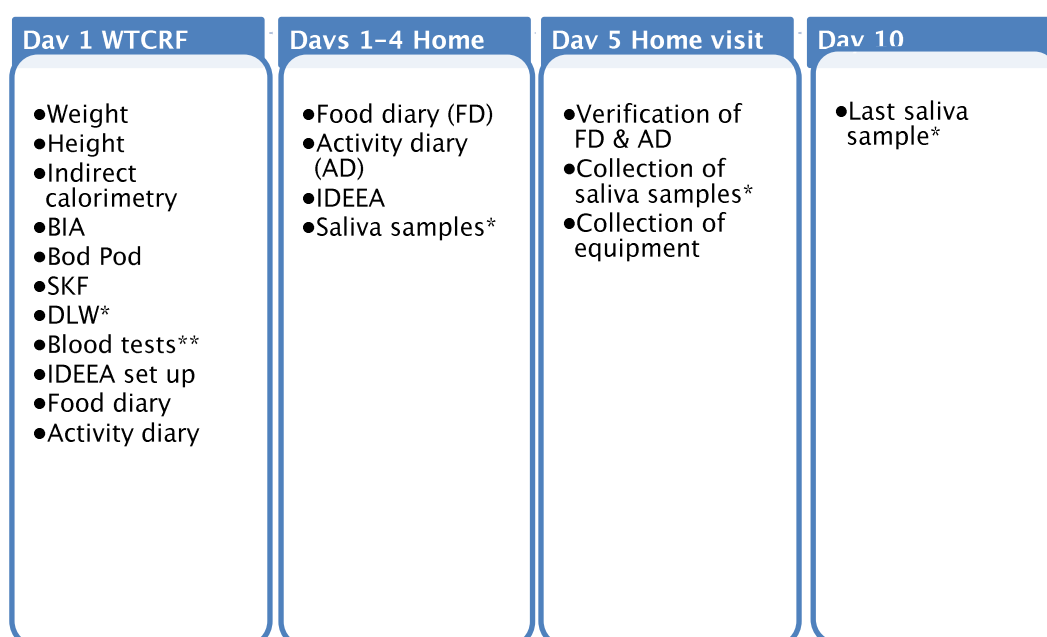 Day 1 WTCRF
●Weight
●Height
●Indirect
calorimetry
●BIA
●Bod Pod
●SKF
●DLW*
●Blood tests**
●IDEEA set up
●Food diary
●Activity diary
Days 1–4 Home
●Food diary (FD)
●Activity diary
(AD)
●IDEEA
●Saliva samples*
Day 5 Home visit
●Verification of
FD & AD
●Collection of
saliva samples*
●Collection of
equipment
Day 10
●Last saliva
sample*